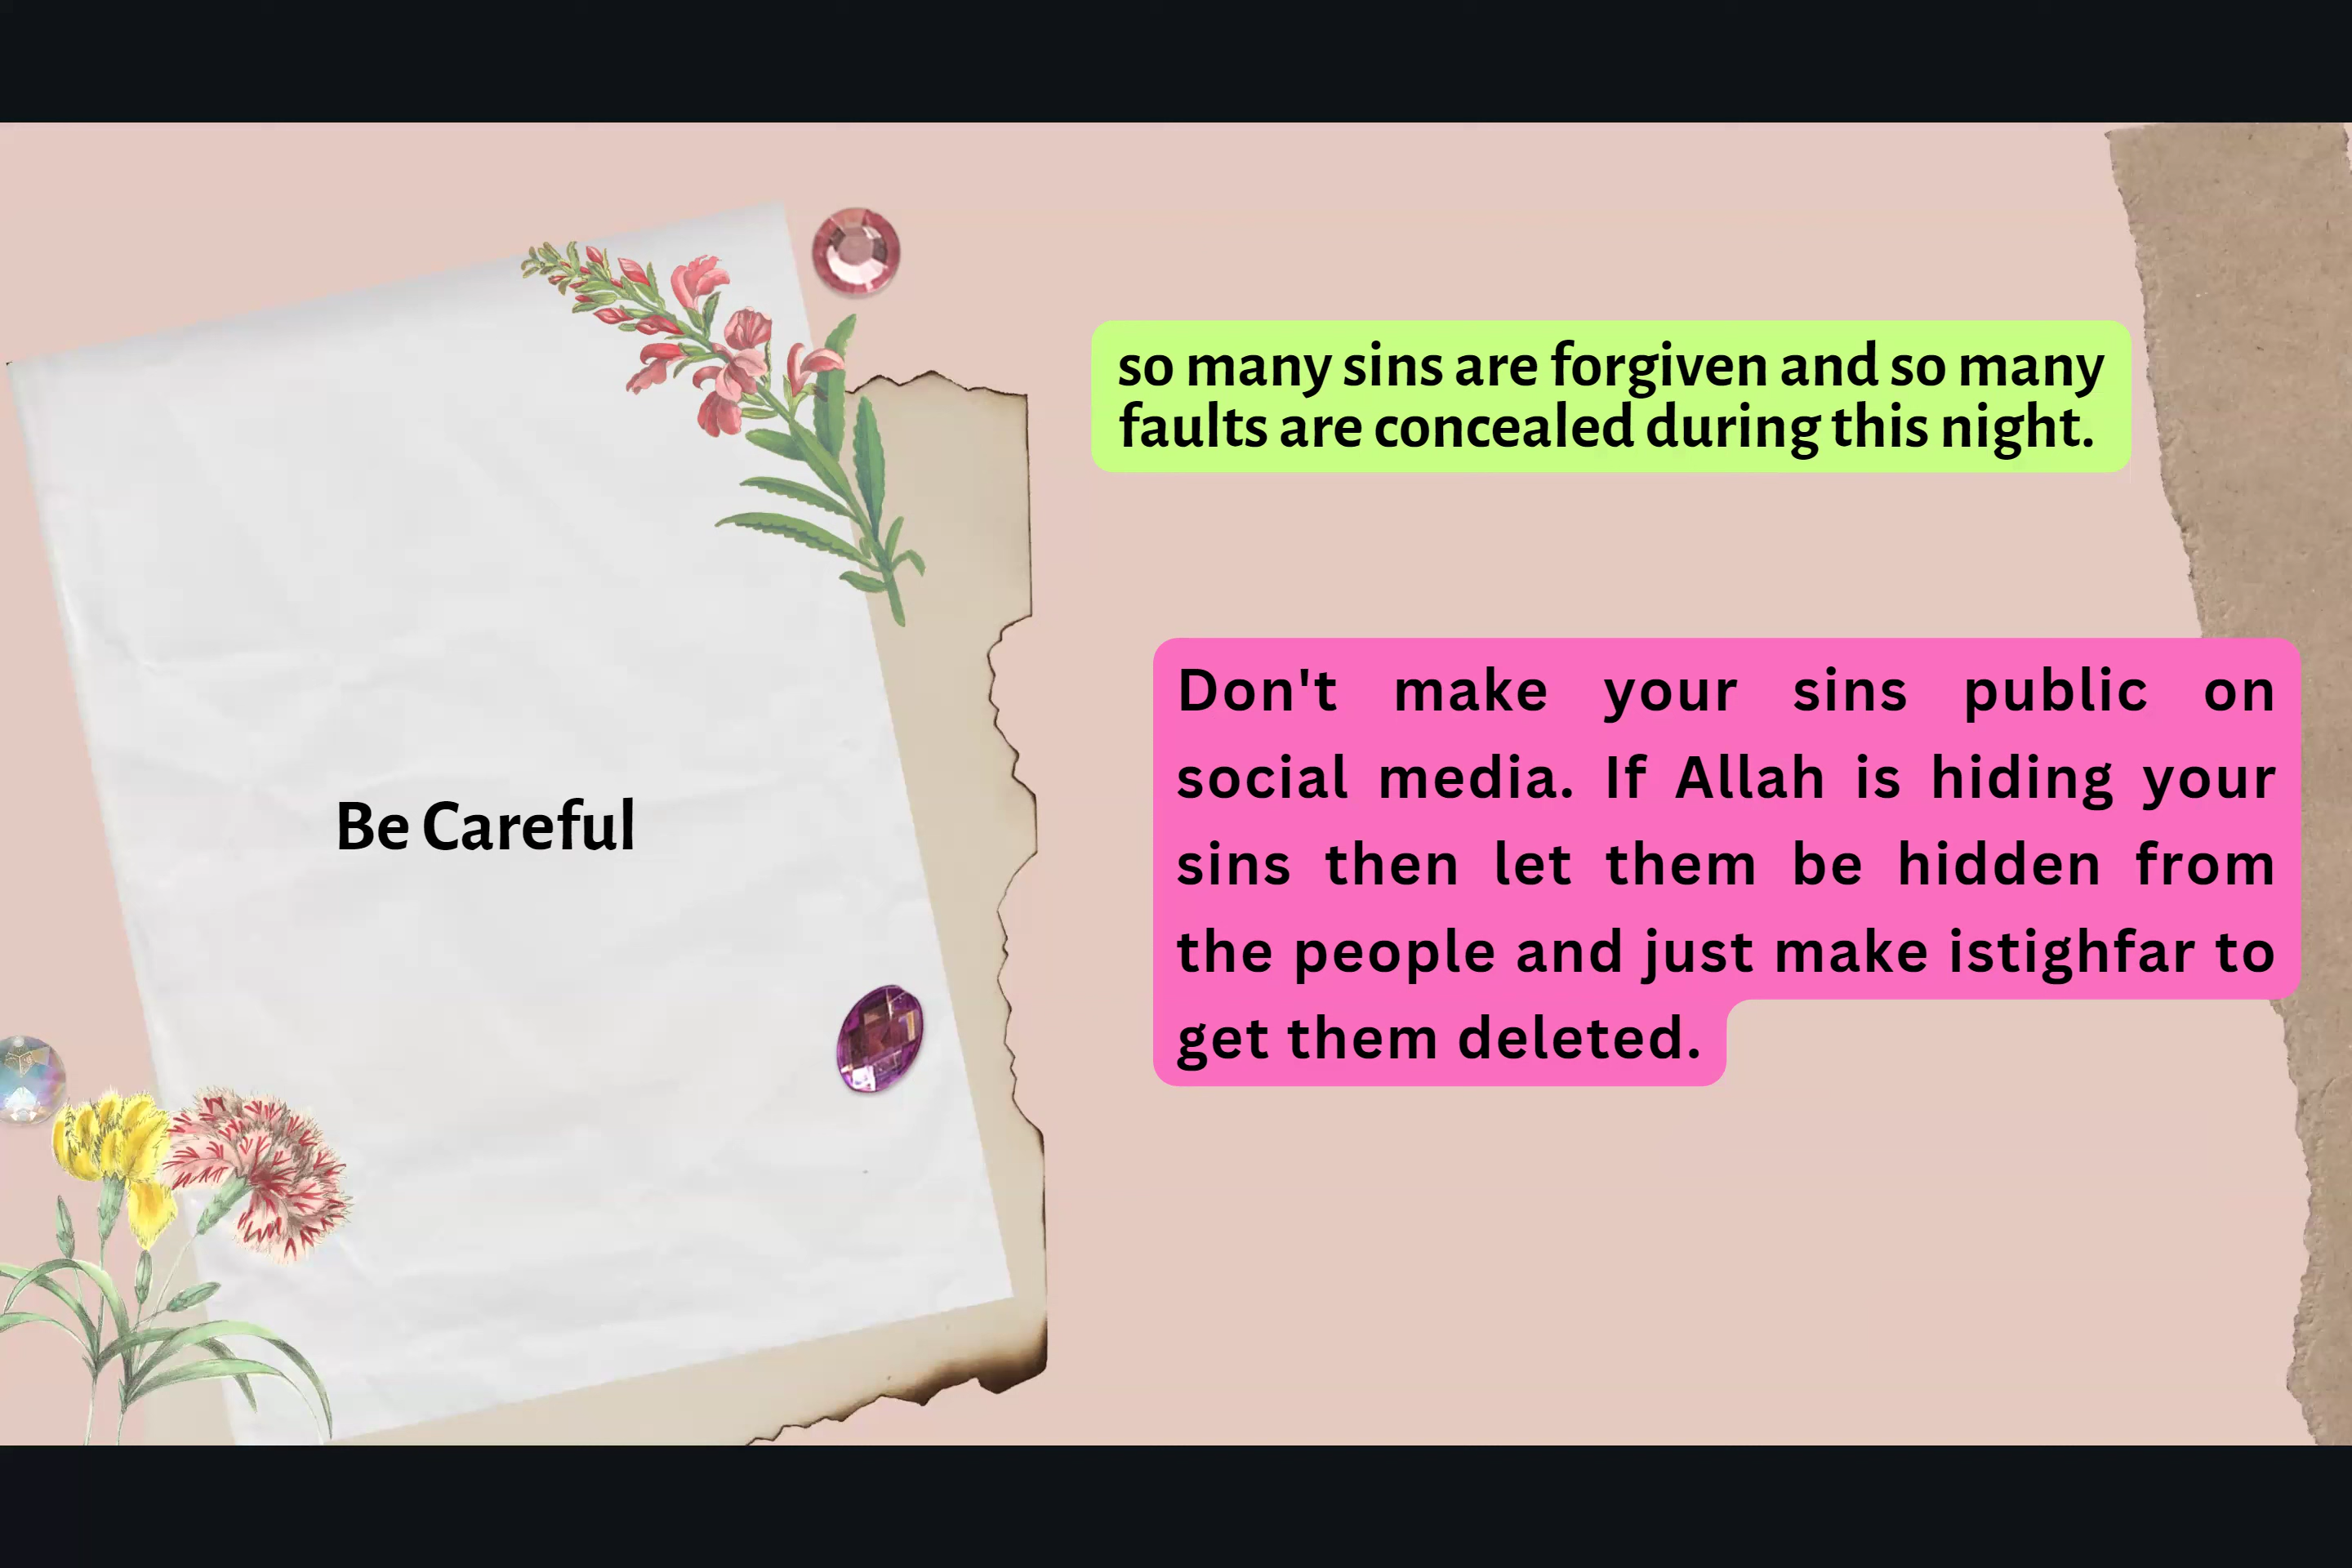 Be Careful
so many sins are forgiven and so many
faults are concealed during this night.
Don't make your sins public on
social media. If Allah is hiding your
sins then let them be hidden from
the people and just make istighfar to
get them deleted.